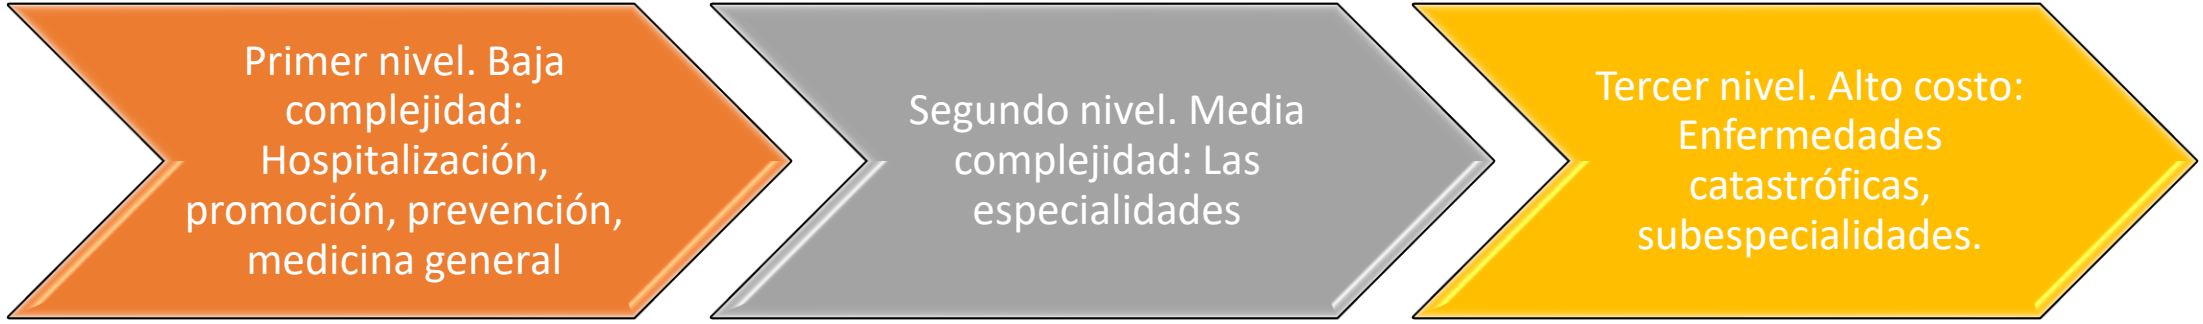 Primer nivel. Baja
complejidad:
Hospitalización,
promoción, prevención,
medicina general
Segundo nivel. Media
complejidad: Las
especialidades
Tercer nivel. Alto costo:
Enfermedades
catastróficas,
subespecialidades.